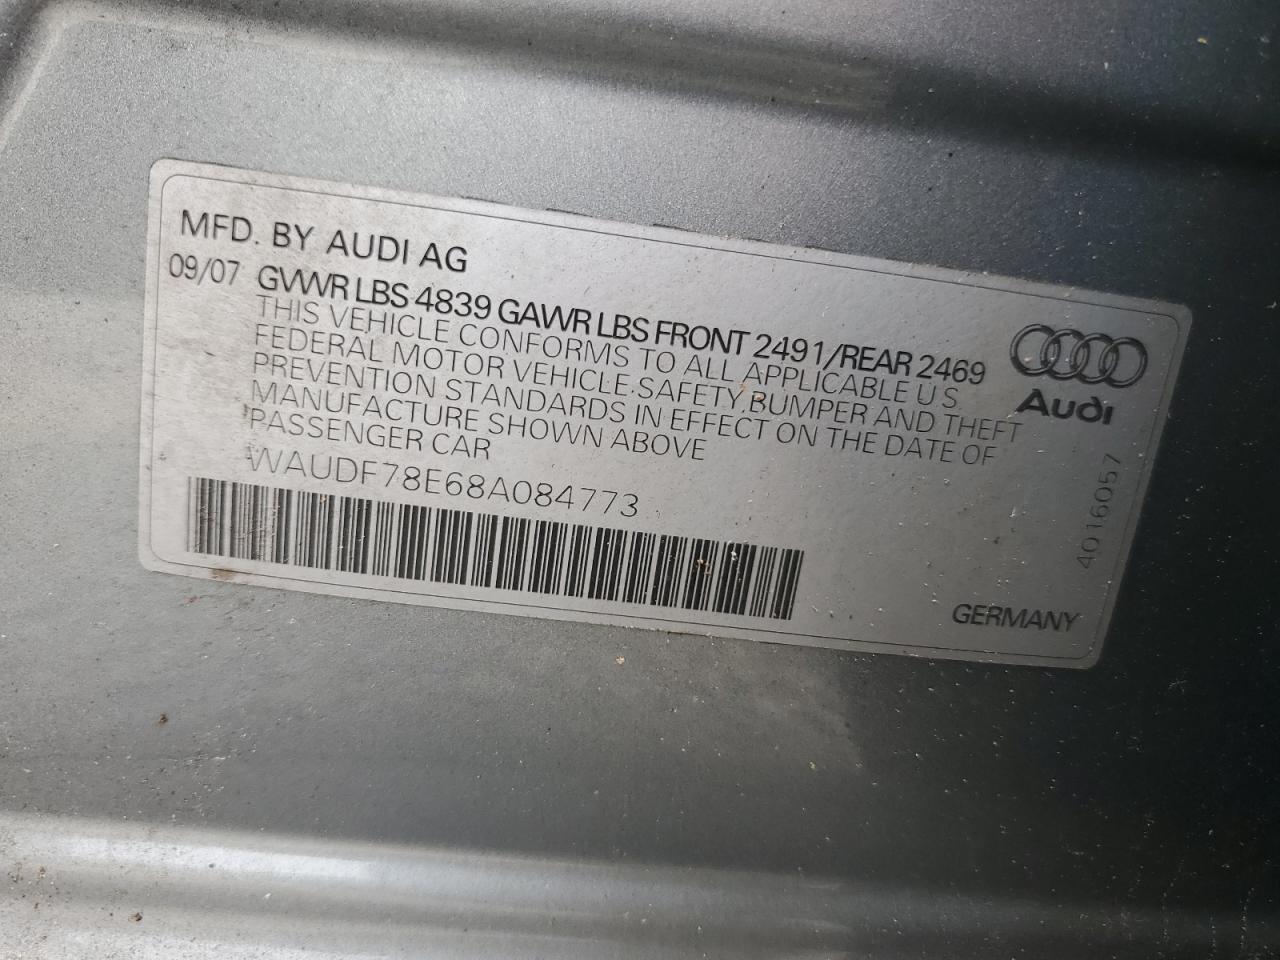 MFD. BY AUDI AG
09/07 GVWR LBS 4839 GAWR LBS FRONT 2491/REAR 2469
THIS VEHICLE CONFORMS TO ALL APPLICABLE U S
FEDERAL MOTOR VEHICLE SAFETY, BUMPER AND THEFT
PREVENTION STANDARDS IN EFFECT ON THE DATE OF
MANUFACTURE SHOWN ABOVE
PASSENGER CAR
WAUDF78E68A084773
Audi
4016057
GERMANY